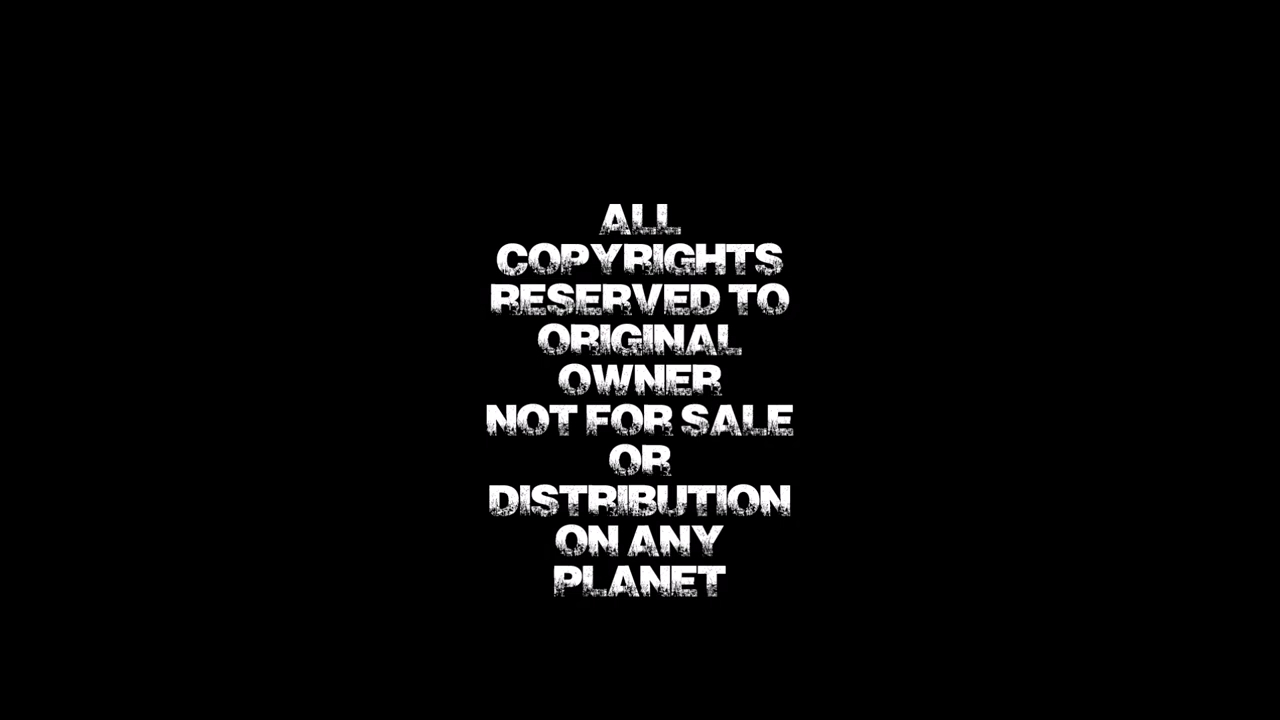 ALL
COPYRIGHTS
RESERVED TO
ORIGINAL
OWNER
NOT FOR SALE
OR
DISTRIBUTION
ON ANY
PLANET